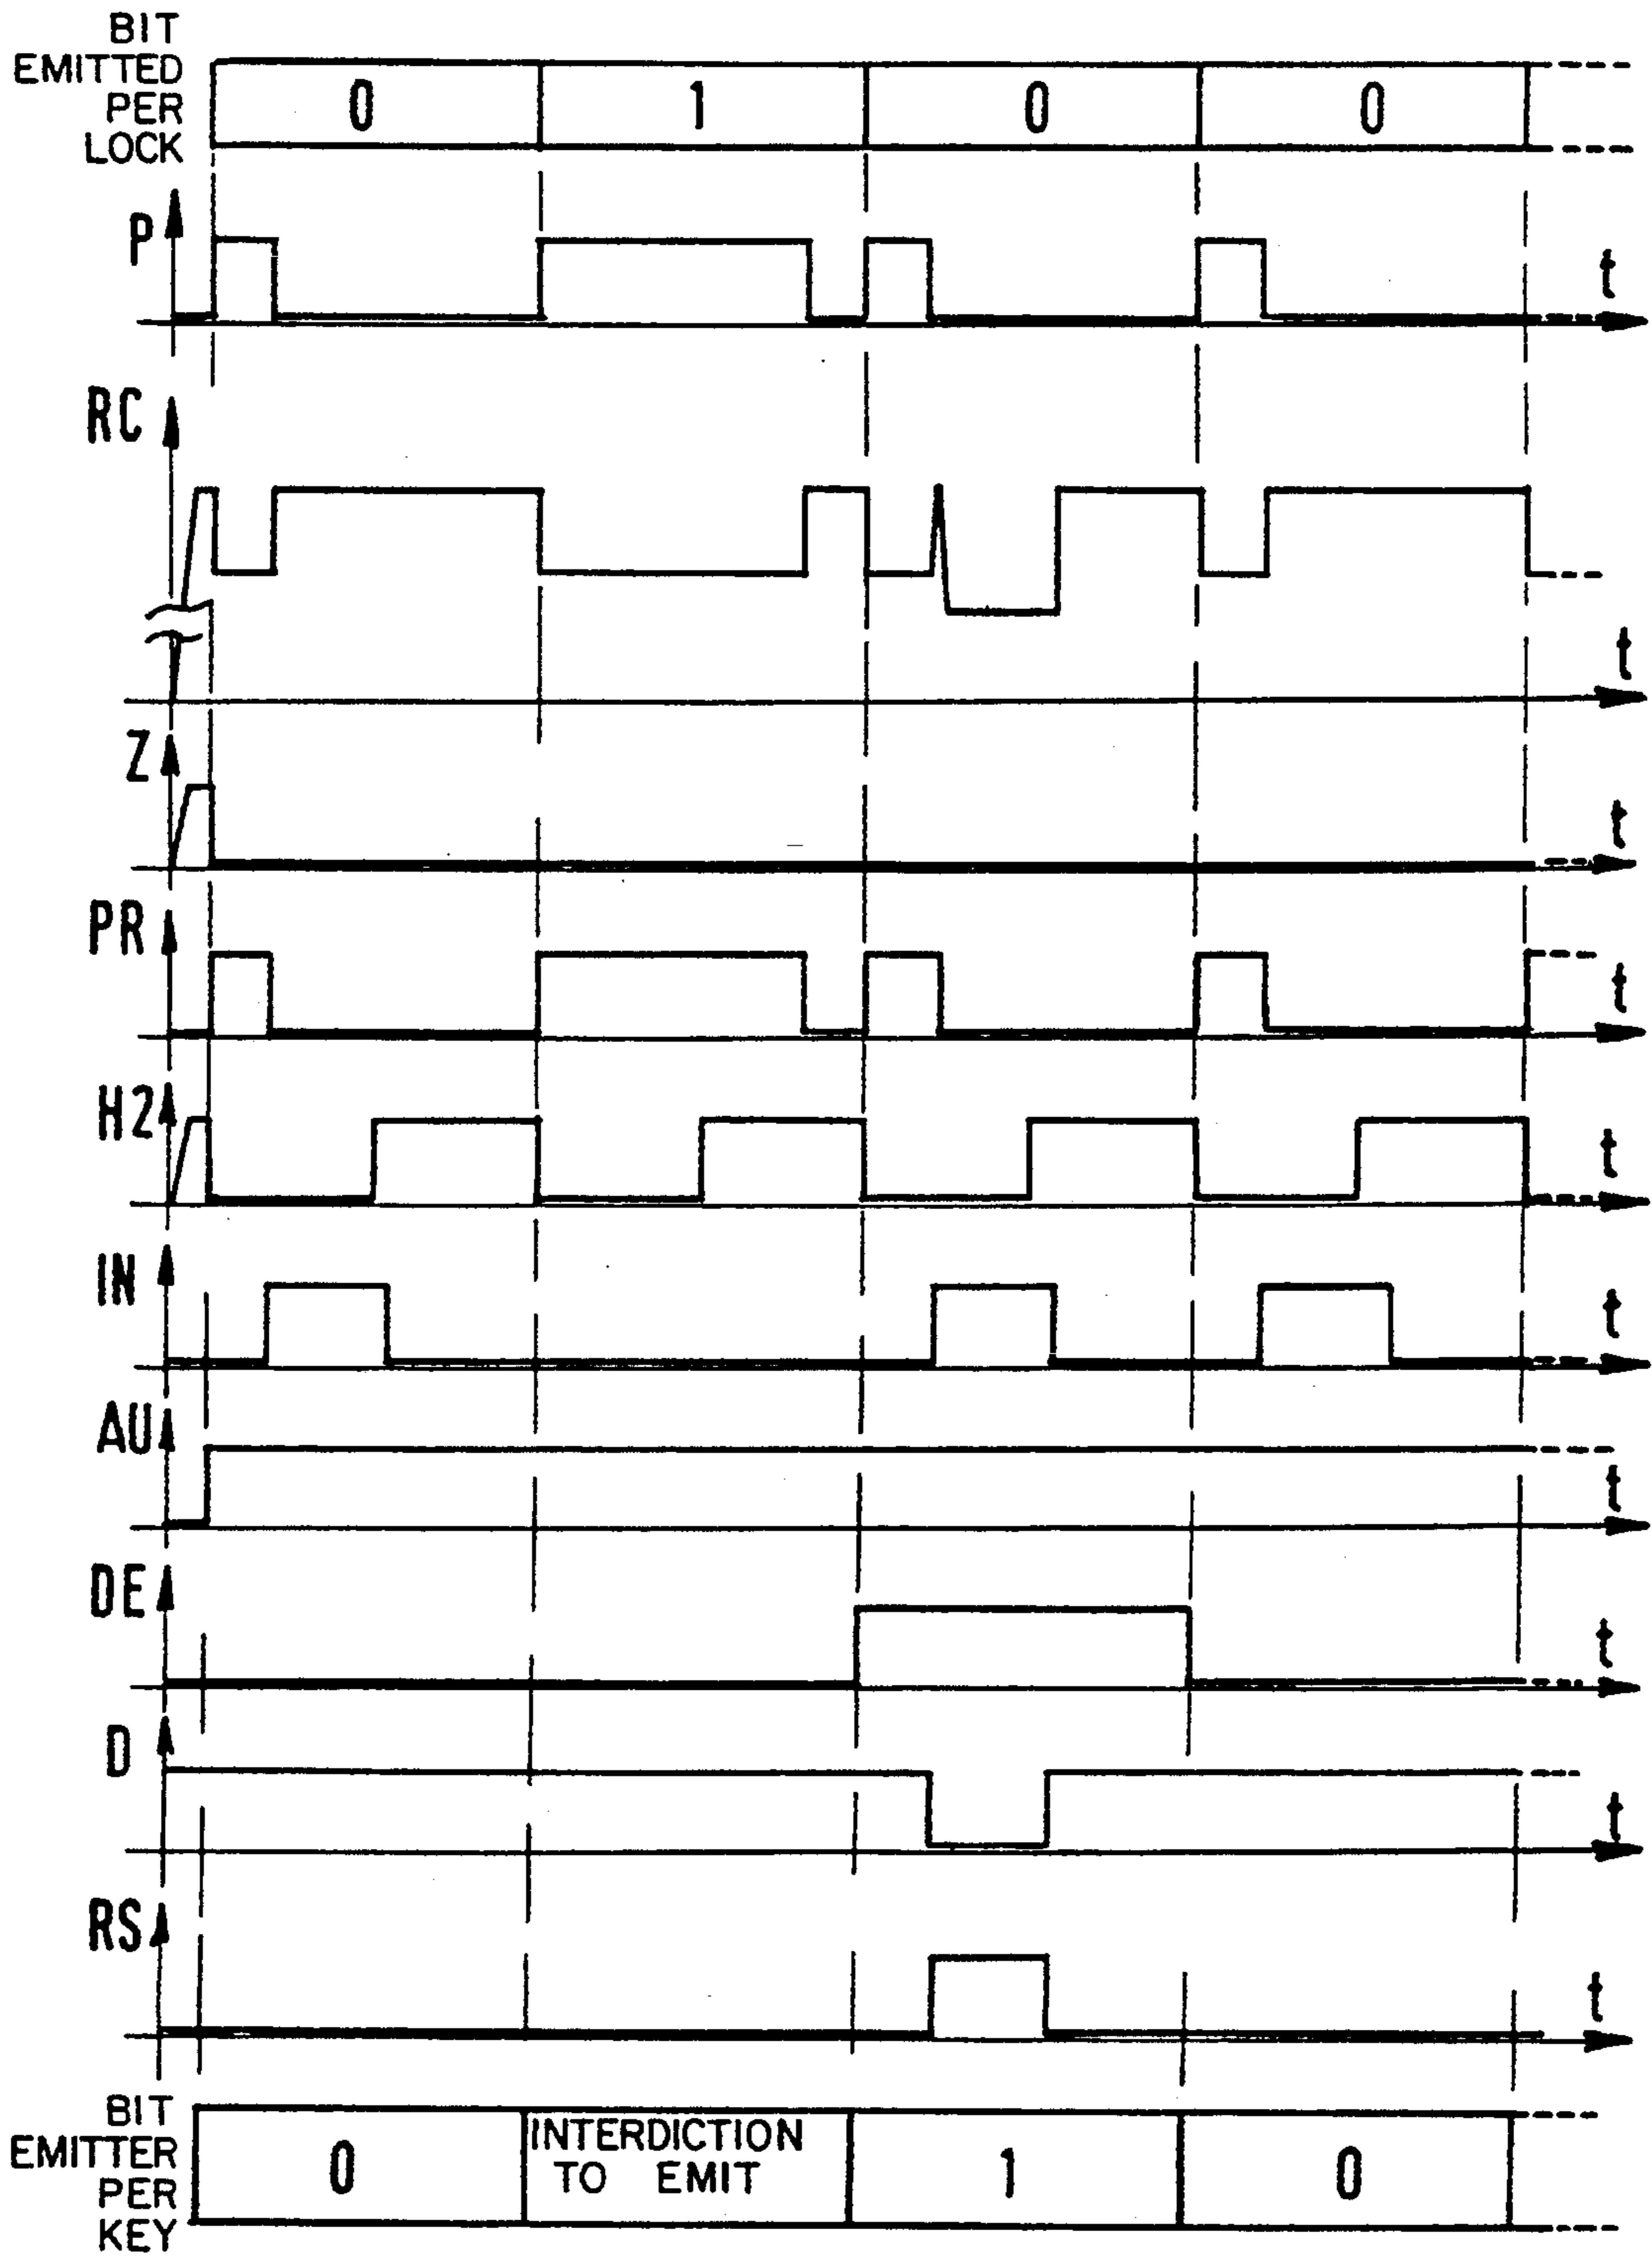 BIT
EMITTED
PER
LOCK
0 1 0 0
P
t
RC
t
Z
t
PR
t
H2
t
IN
t
AU
t
DE
t
D
t
RS
t
BIT
EMITTER
PER
KEY
0
INTERDICTION
TO EMIT
1
0